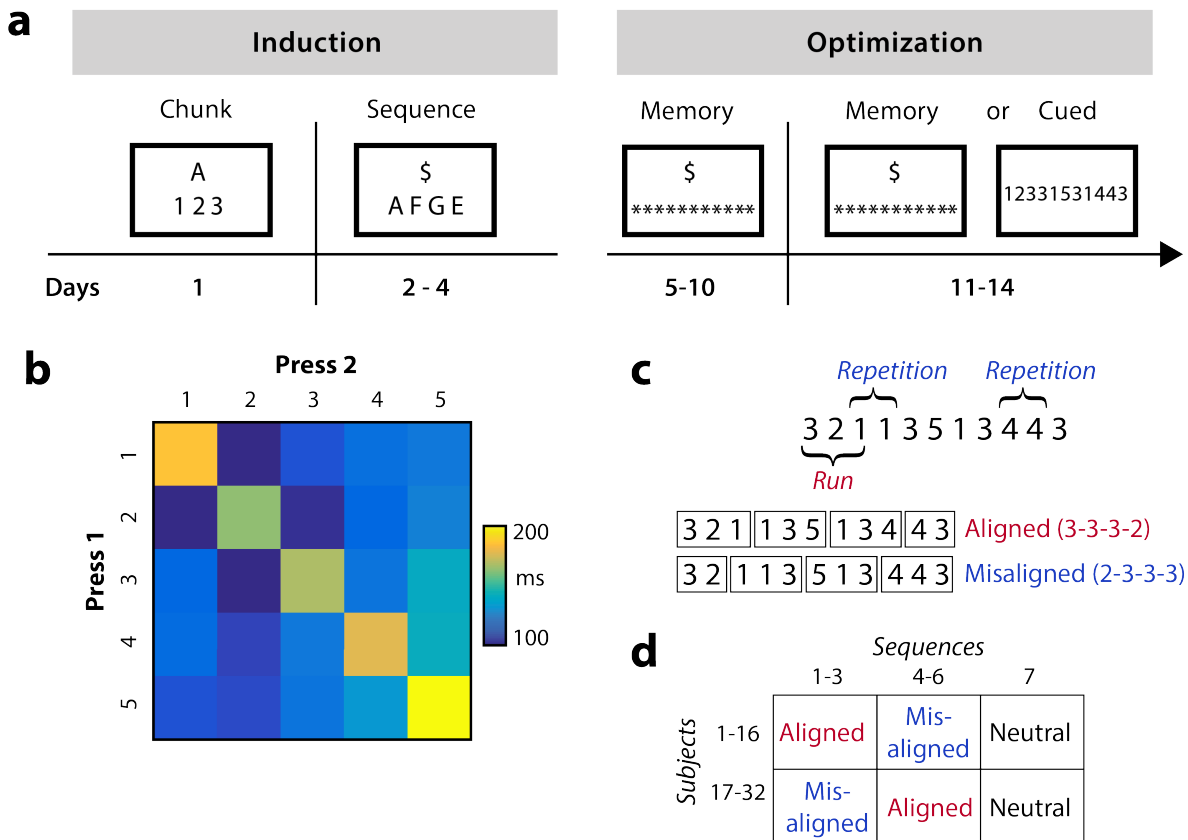 a
Induction
Optimization
Chunk
Sequence
Memory
Memory or Cued
A
1 2 3
$
A F G E
$
***********
$
***********
12331531443
Days 1 2 - 4 5-10 11-14
b
Press 2
1 2 3 4 5
Press 1
1
2
3
4
5
200
ms
100
c
Repetition Repetition
3 2 1 1 3 5 1 3 4 4 3
Run
3 2 1 1 3 5 1 3 4 4 3 Aligned (3-3-3-2)
3 2 1 1 3 5 1 3 4 4 3 Misaligned (2-3-3-3)
d
Sequences
1-3 4-6 7
Subjects
1-16 Aligned Mis-
aligned Neutral
17-32 Mis-
aligned Aligned Neutral